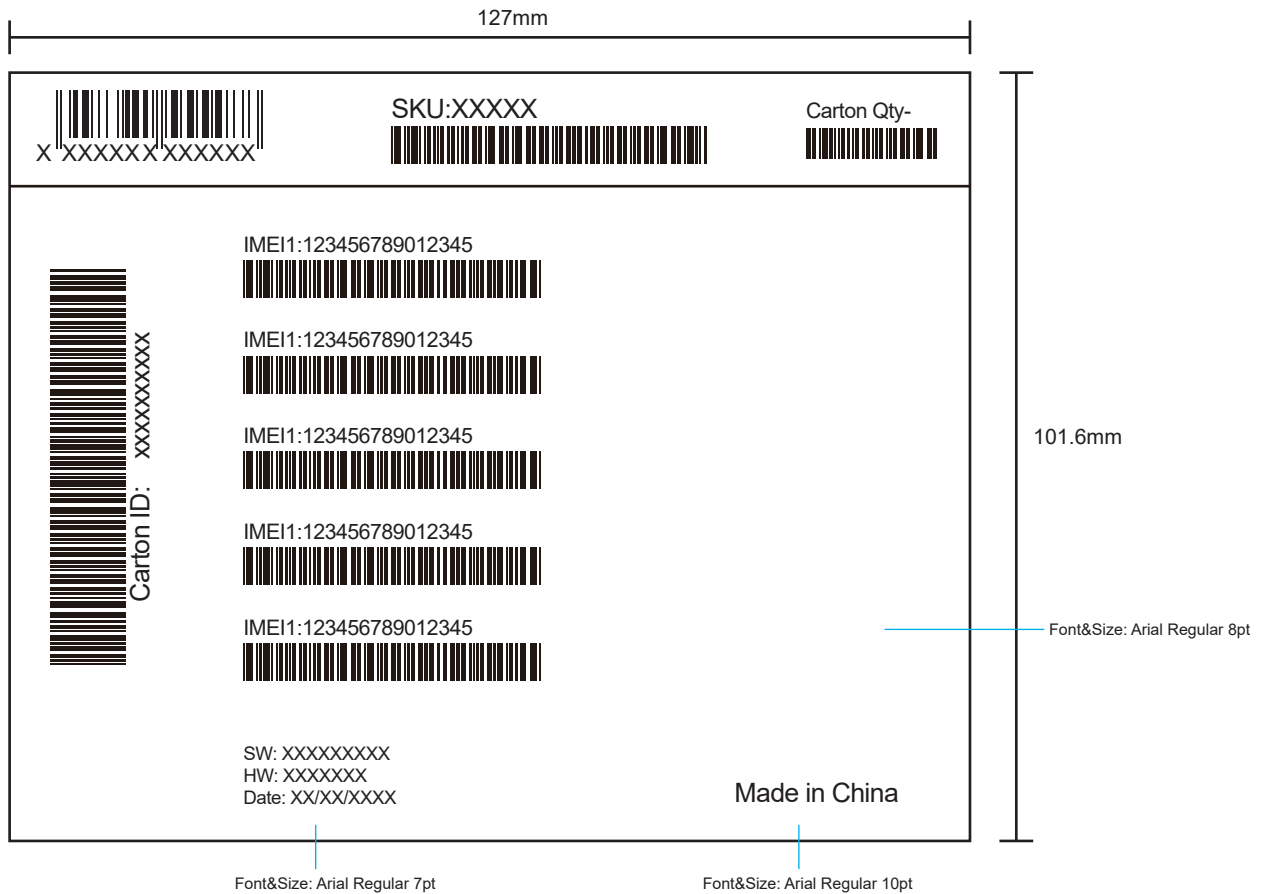 127mm
SKU:XXXXX
Carton Qty-
X XXXXXX XXXXXX
IMEI1:123456789012345
IMEI1:123456789012345
IMEI1:123456789012345
IMEI1:123456789012345
IMEI1:123456789012345
Carton ID: XXXXXXXXXX
101.6mm
Font&Size: Arial Regular 8pt
SW: XXXXXXXXX
HW: XXXXXXX
Date: XX/XX/XXXX
Made in China
Font&Size: Arial Regular 7pt
Font&Size: Arial Regular 10pt